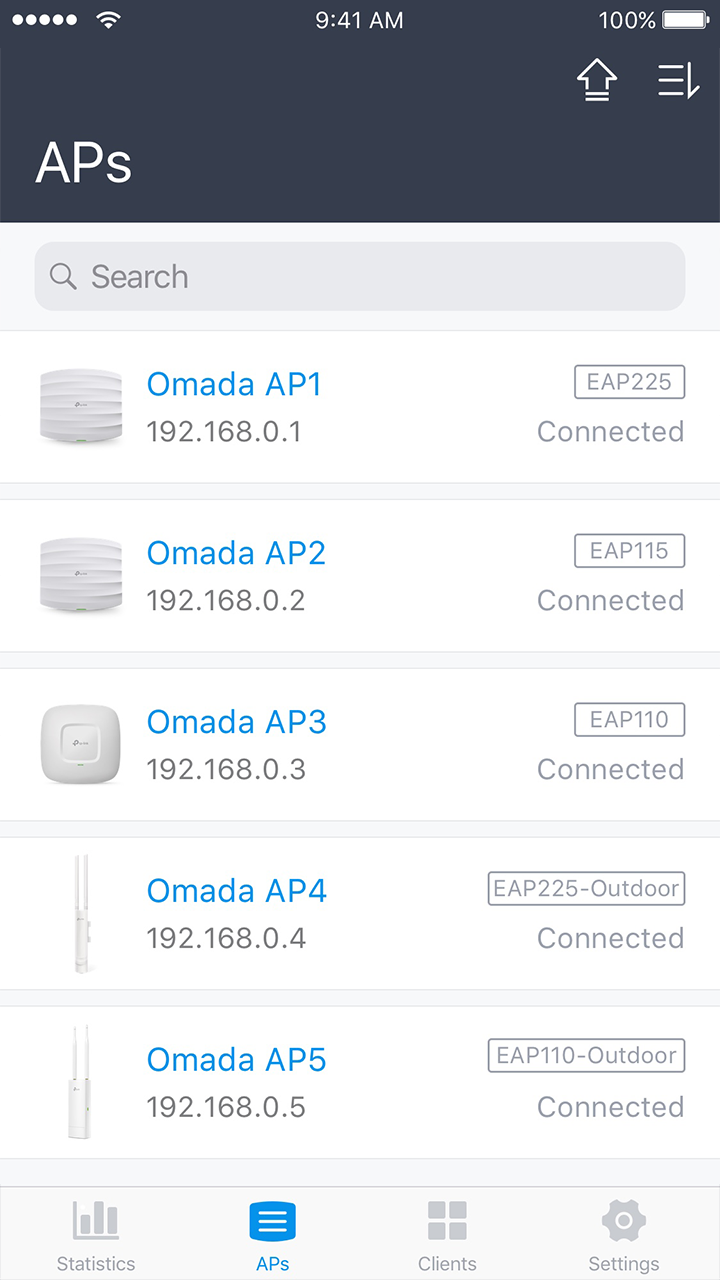 9:41 AM
100%
APs
Search
Omada AP1
EAP225
192.168.0.1
Connected
Omada AP2
EAP115
192.168.0.2
Connected
Omada AP3
EAP110
192.168.0.3
Connected
Omada AP4
EAP225-Outdoor
192.168.0.4
Connected
Omada AP5
EAP110-Outdoor
192.168.0.5
Connected
Statistics
APs
Clients
Settings